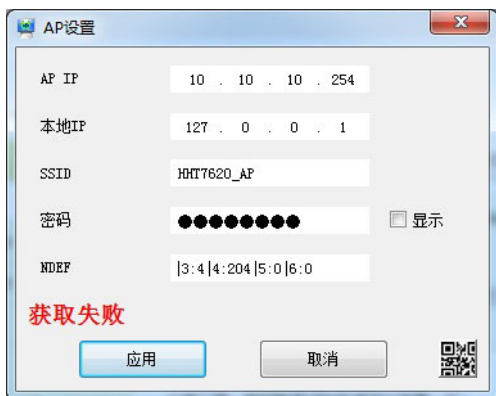 AP设置
AP IP 10 . 10 . 10 . 254
本地IP 127 . 0 . 0 . 1
SSID HHT7620_AP
密码 ●●●●●●●● 显示
NDEF |3:4|4:204|5:0|6:0
获取失败
应用 取消